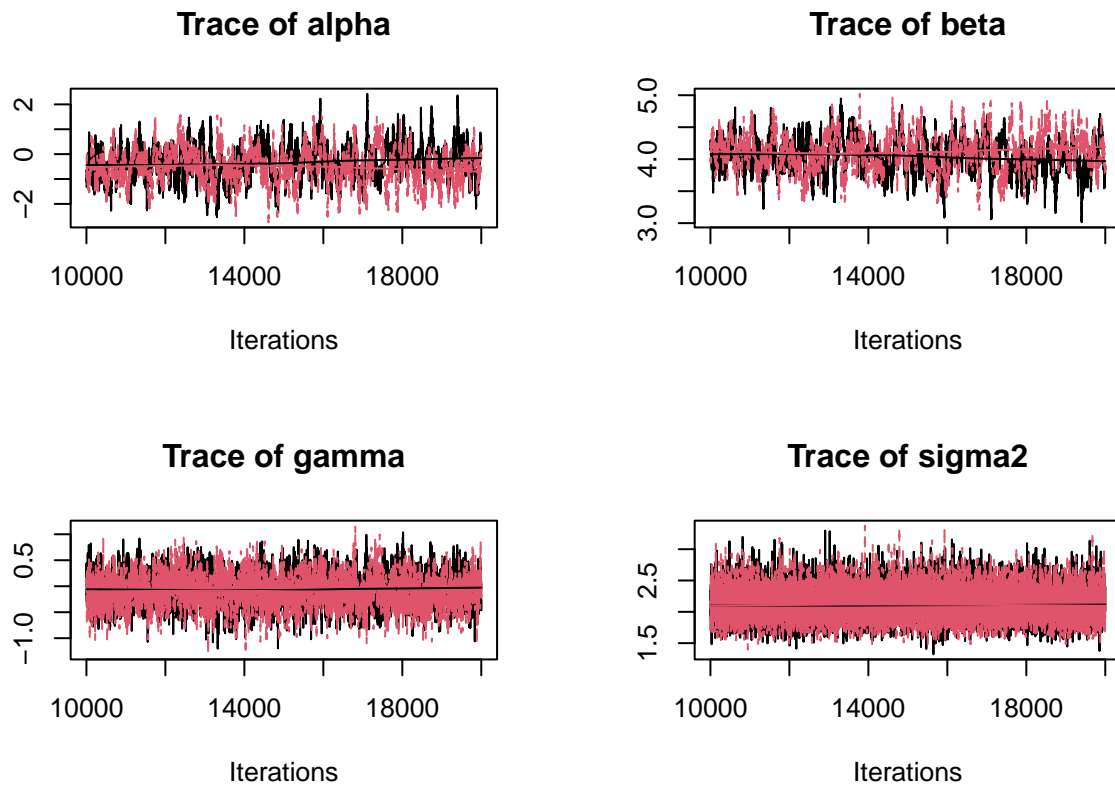 Trace of alpha
2
0
−2
10000 14000 18000
Iterations
Trace of beta
5.0
4.0
3.0
10000 14000 18000
Iterations
Trace of gamma
0.5
−1.0
10000 14000 18000
Iterations
Trace of sigma2
2.5
1.5
10000 14000 18000
Iterations